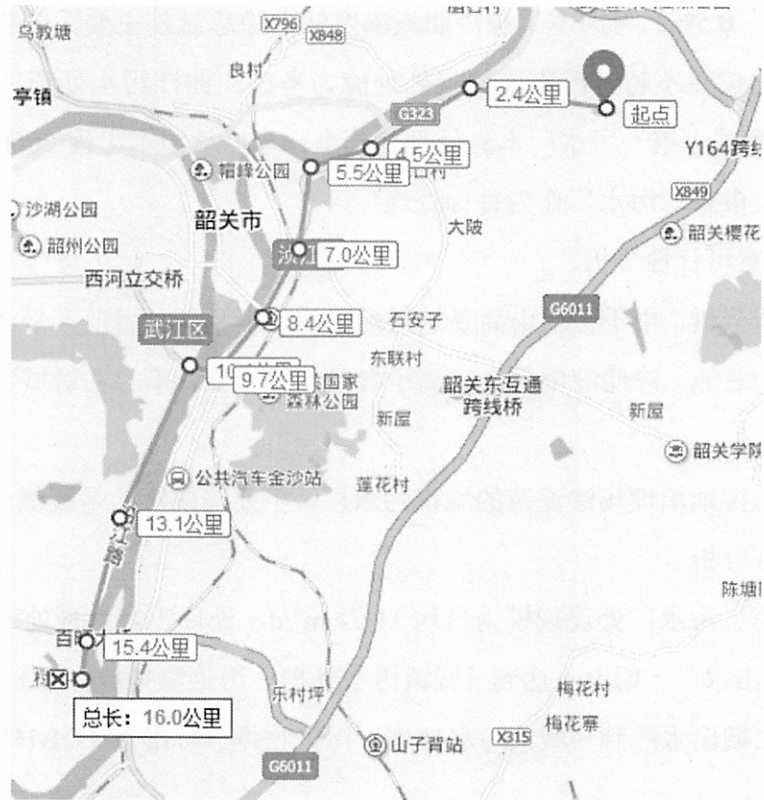 X796
X848
乌教塘
良村
亭镇
G323
2.4公里
起点
4.5公里
5.5公里
Y164跨线
X849
帽峰公园
沙湖公园
韶关市
大陂
韶州公园
韶关樱花
7.0公里
西河立交桥
G6011
武江区
8.4公里
石安子
东联村
9.7公里
国家
森林公园
韶关东互通
跨线桥
新屋
新屋
韶关学院
公共汽车金沙站
莲花村
13.1公里
江路
陈塘
15.4公里
乐村坪
梅花村
总长：16.0公里
梅花寨
X315
山子背站
G6011